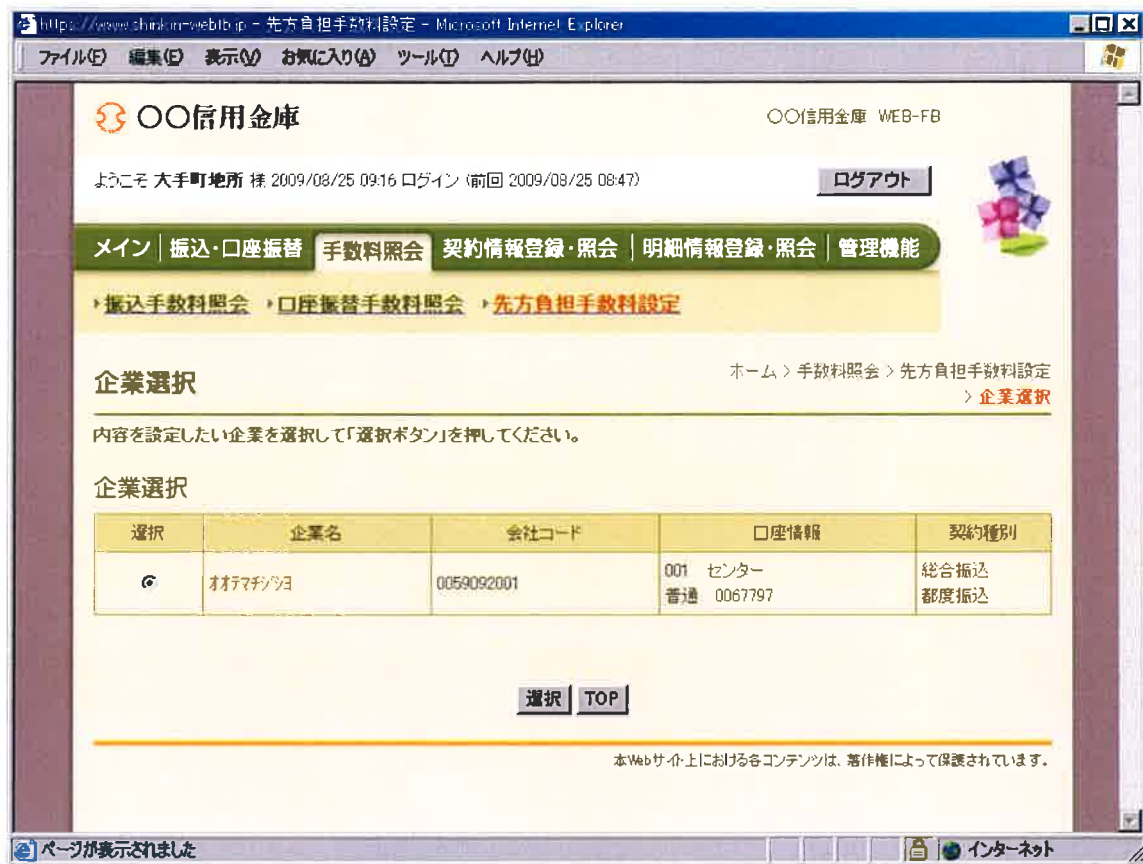 https://www.shinkin-webfb.jp - 先方負担手数料設定 - Microsoft Internet Explorer
ファイル(F) 編集(E) 表示(V) お気に入り(A) ツール(T) ヘルプ(H)
〇〇信用金庫
〇〇信用金庫 WEB-FB
ようこそ 大手町地所 様 2009/08/25 09:16 ログイン (前回 2009/08/25 08:47)
ログアウト
メイン 振込・口座振替 手数料照会 契約情報登録・照会 明細情報登録・照会 管理機能
振込手数料照会 口座振替手数料照会 先方負担手数料設定
企業選択
ホーム > 手数料照会 > 先方負担手数料設定
> 企業選択
内容を設定したい企業を選択して「選択ボタン」を押してください。
企業選択
選択 企業名 会社コード 口座情報 契約種別
オオテマチジシヨ 0059092001 001 センター 総合振込
普通 0067797 都度振込
選択 TOP
本Webサイト上における各コンテンツは、著作権によって保護されています。
ページが表示されました
インターネット